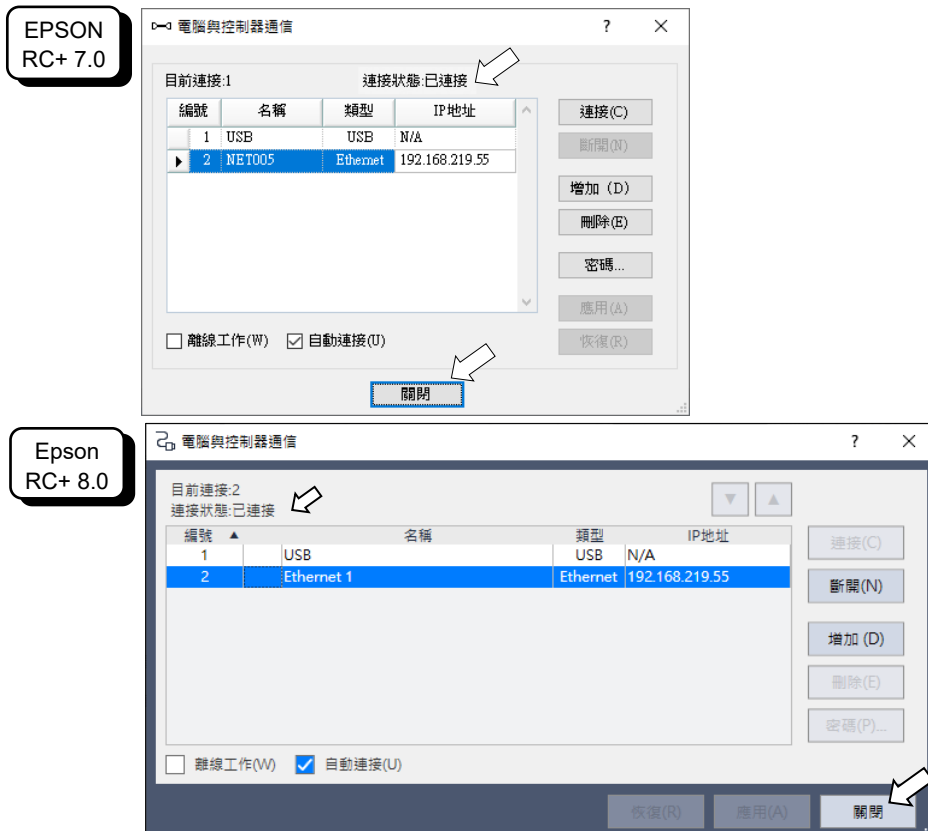 EPSON
RC+ 7.0
電腦與控制器通信
?
目前連接:1 連接狀態:已連接
編號 名稱 類型 IP地址
1 USB USB N/A
2 NET005 Ethernet 192.168.219.55
連接(C)
斷開(N)
增加 (D)
刪除(E)
密碼...
應用(A)
恢復(R)
離線工作(W) 自動連接(U)
關閉
Epson
RC+ 8.0
電腦與控制器通信
?
目前連接:2
連接狀態:已連接
編號 名稱 類型 IP地址
1 USB USB N/A
2 Ethernet 1 Ethernet 192.168.219.55
連接(C)
斷開(N)
增加 (D)
刪除(E)
密碼(P)...
離線工作(W) 自動連接(U)
恢復(R) 應用(A) 關閉